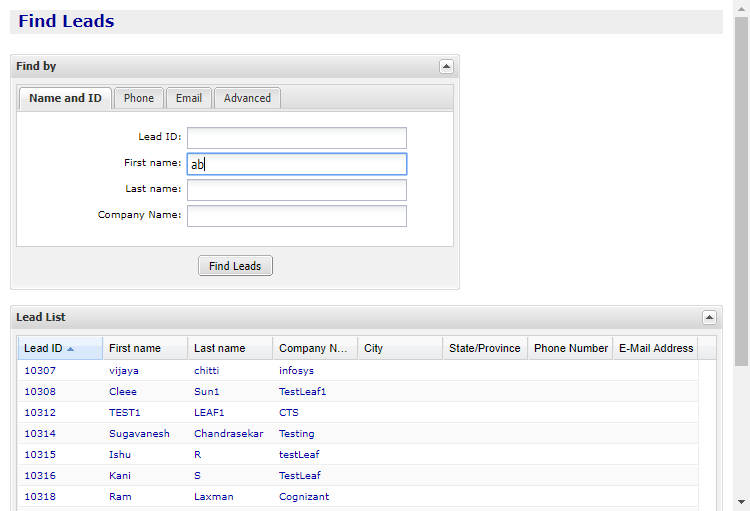 Find Leads
Find by
Name and ID Phone Email Advanced
Lead ID:
First name: ab
Last name:
Company Name:
Find Leads
Lead List
Lead ID First name Last name Company N... City State/Province Phone Number E-Mail Address
10307 vijaya chitti infosys
10308 Cleee Sun1 TestLeaf1
10312 TEST1 LEAF1 CTS
10314 Sugavanesh Chandrasekar Testing
10315 Ishu R testLeaf
10316 Kani S TestLeaf
10318 Ram Laxman Cognizant